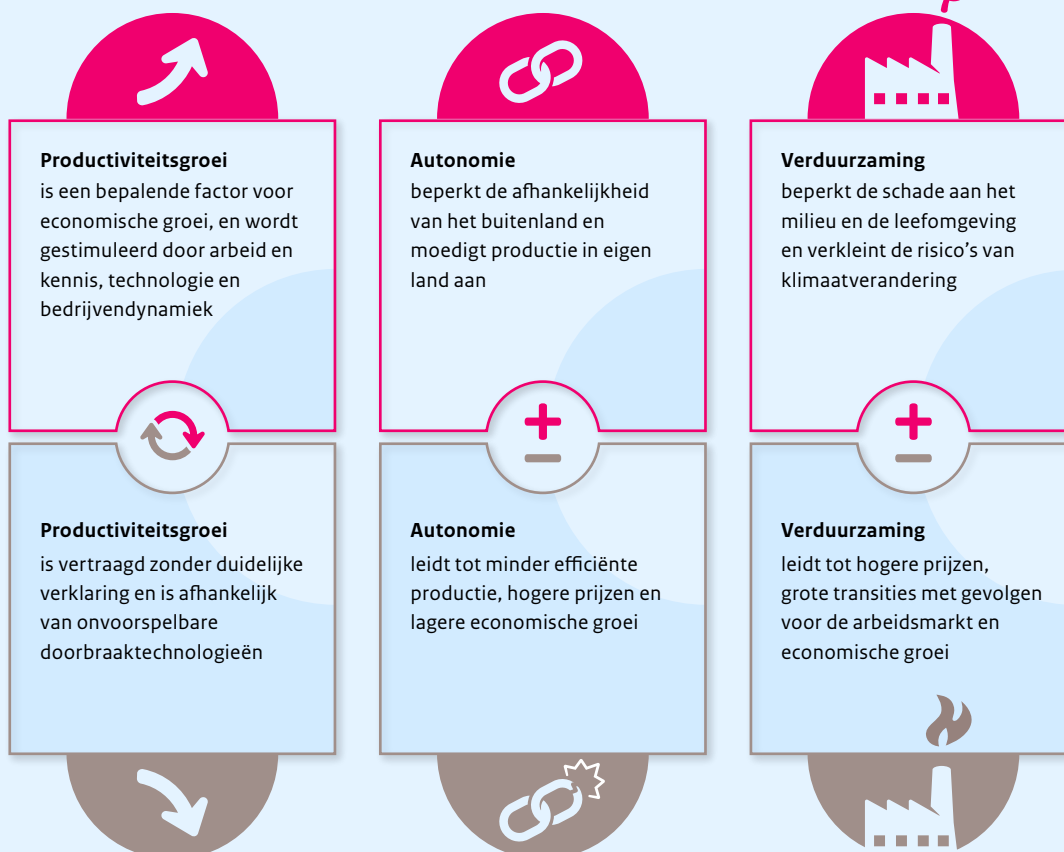 Productiviteitsgroei
is een bepalende factor voor
economische groei, en wordt
gestimuleerd door arbeid en
kennis, technologie en
bedrijvendynamiek
Autonomie
beperkt de afhankelijkheid
van het buitenland en
moedigt productie in eigen
land aan
Verduurzaming
beperkt de schade aan het
milieu en de leefomgeving
en verkleint de risico's van
klimaatverandering
Productiviteitsgroei
is vertraagd zonder duidelijke
verklaring en is afhankelijk
van onvoorspelbare
doorbraaktechnologieën
Autonomie
leidt tot minder efficiënte
productie, hogere prijzen en
lagere economische groei
Verduurzaming
leidt tot hogere prijzen,
grote transities met gevolgen
voor de arbeidsmarkt en
economische groei